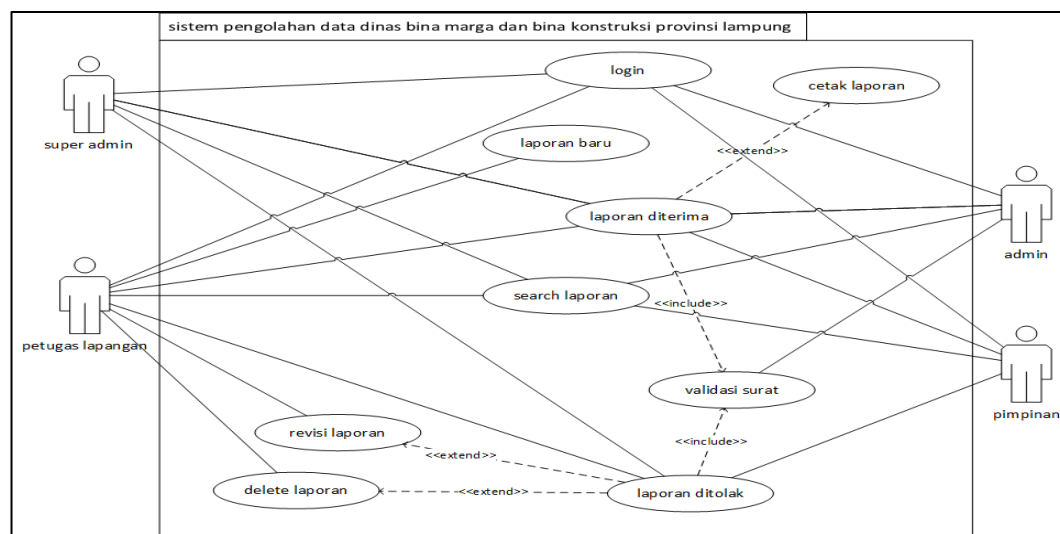 sistem pengolahan data dinas bina marga dan bina konstruksi provinsi lampung
login
cetak laporan
super admin
laporan baru
<<extend>>
laporan diterima
admin
search laporan
<<include>>
petugas lapangan
validasi surat
pimpinan
revisi laporan
<<include>>
<<extend>>
delete laporan
<<extend>>
laporan ditolak